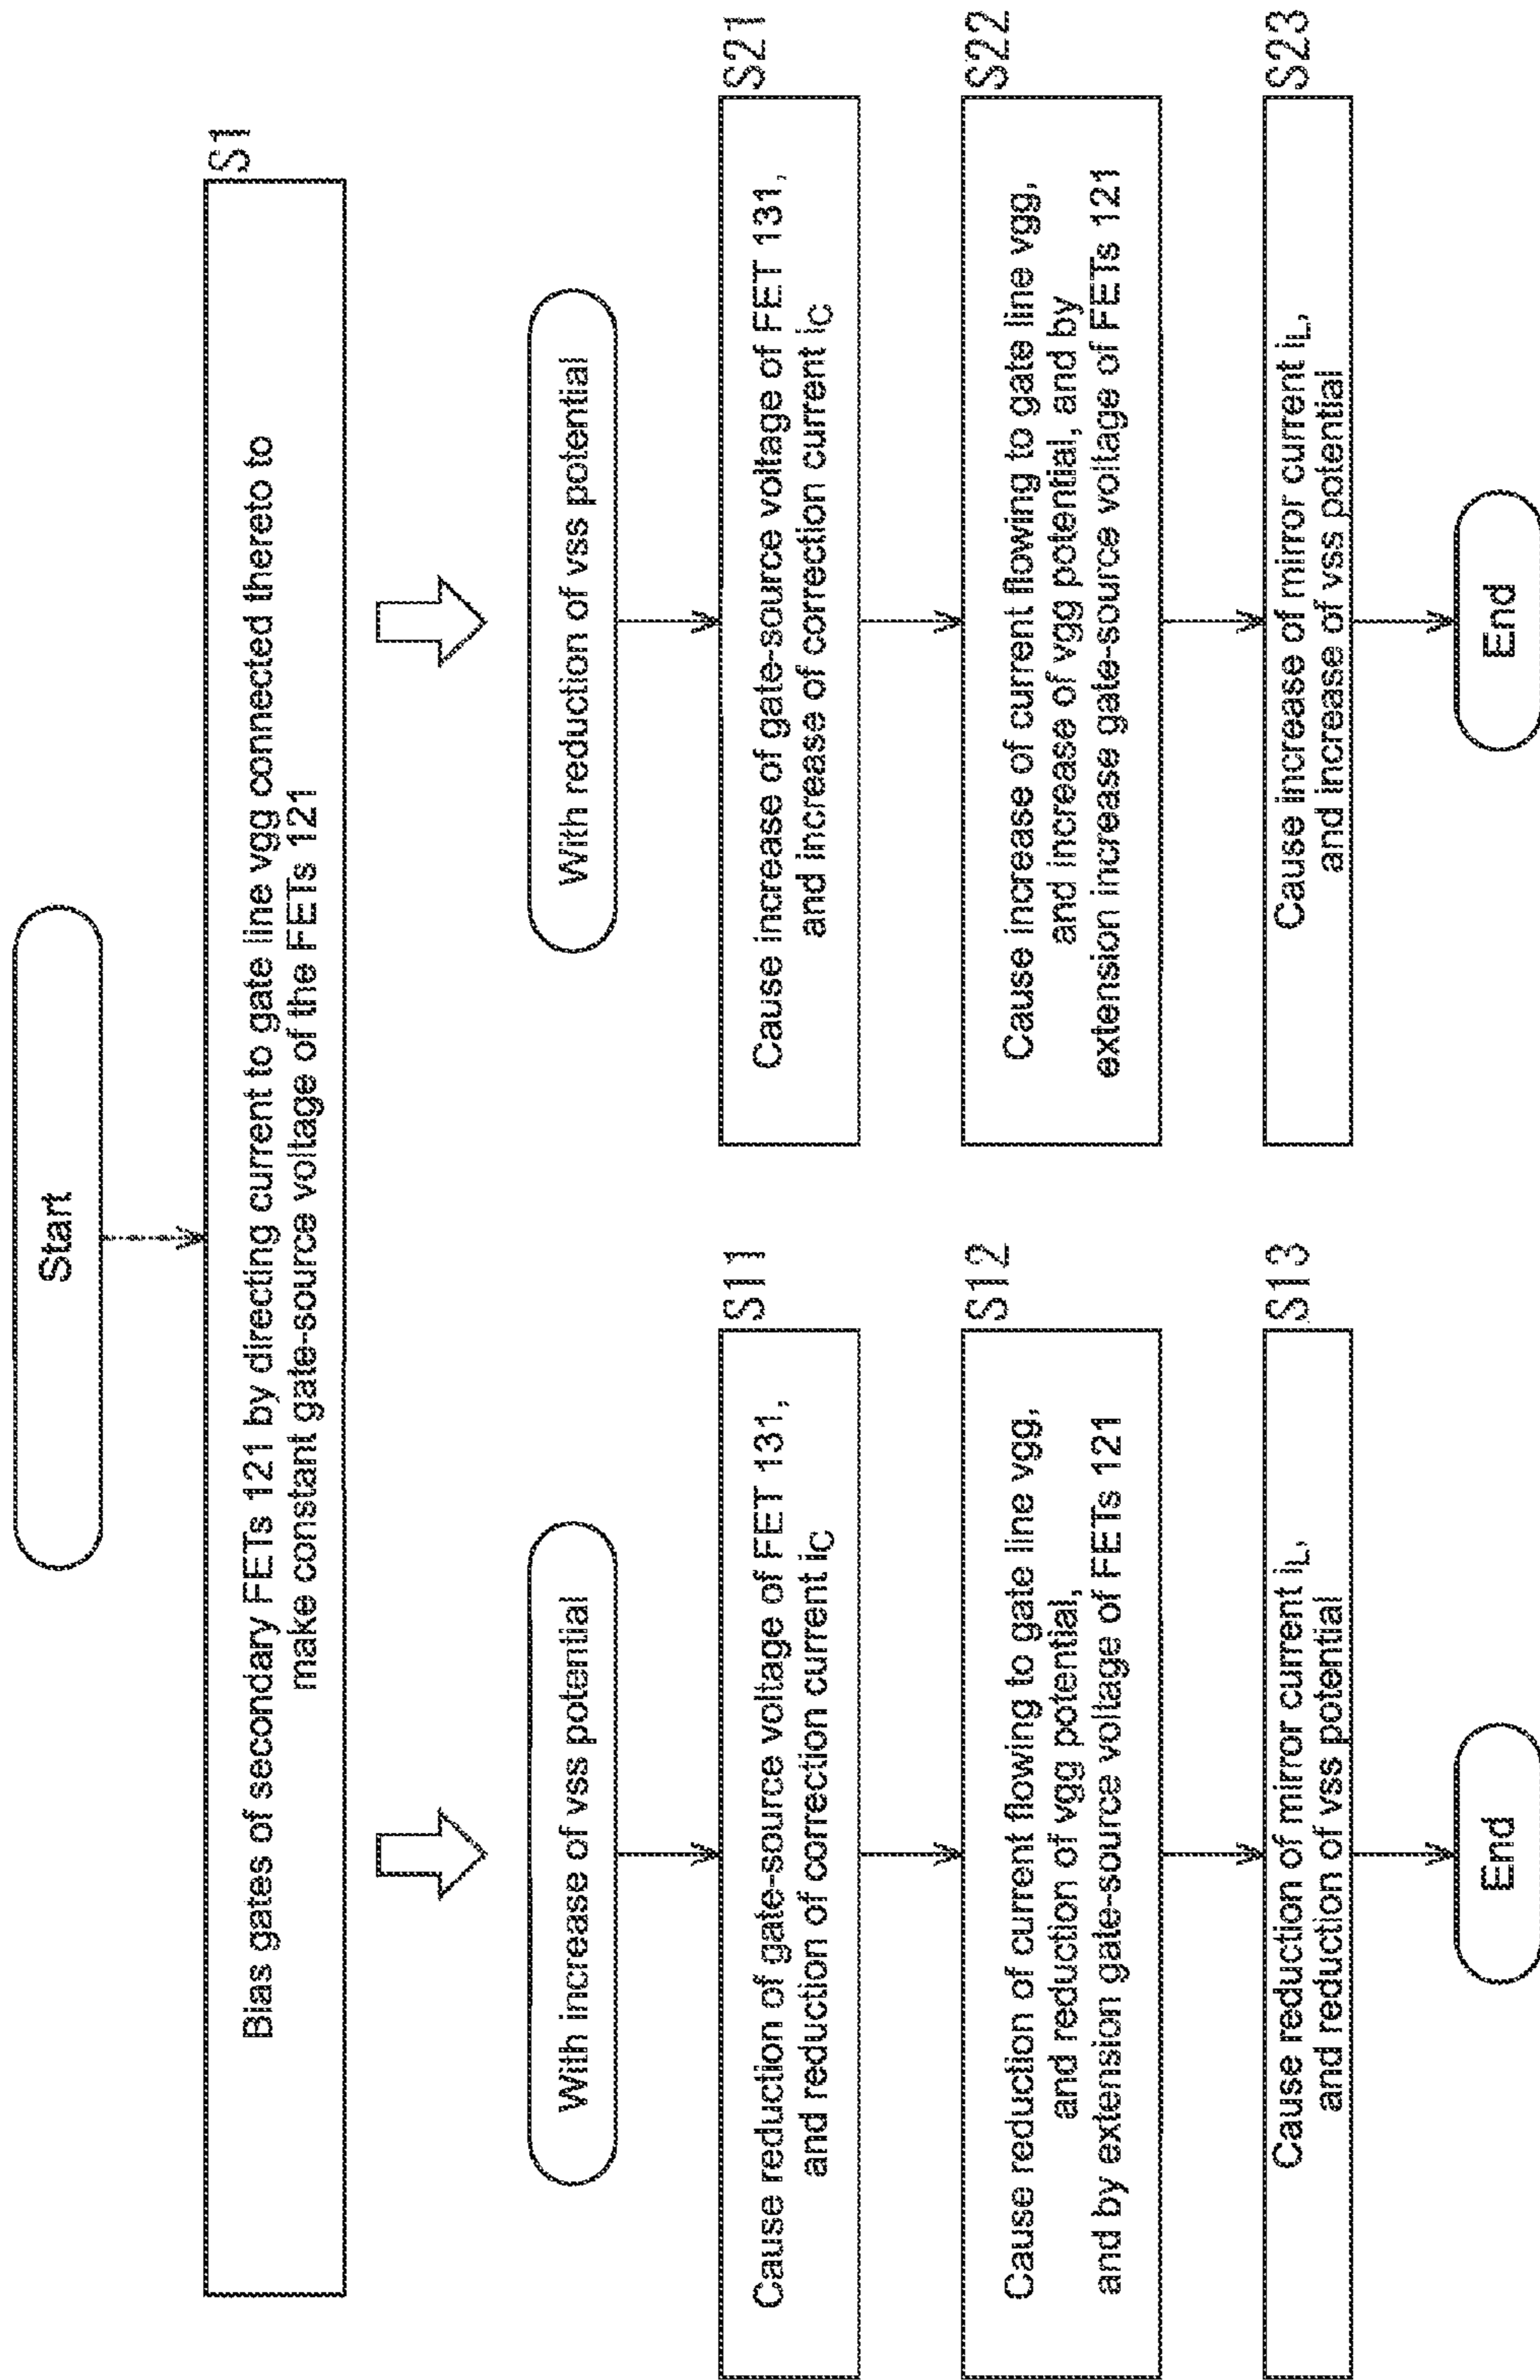 Start
S1
Bias gates of secondary FETs 121 by directing current to gate line vgg connected thereto to
make constant gate-source voltage of the FETs 121
With increase of vss potential
S11
Cause reduction of gate-source voltage of FET 131,
and reduction of correction current iC
S12
Cause reduction of current flowing to gate line vgg,
and reduction of vgg potential,
and by extension gate-source voltage of FETs 121
S13
Cause reduction of mirror current iL,
and reduction of vss potential
End
With reduction of vss potential
S21
Cause increase of gate-source voltage of FET 131,
and increase of correction current iC
S22
Cause increase of current flowing to gate line vgg,
and increase of vgg potential, and by
extension increase gate-source voltage of FETs 121
S23
Cause increase of mirror current iL,
and increase of vss potential
End